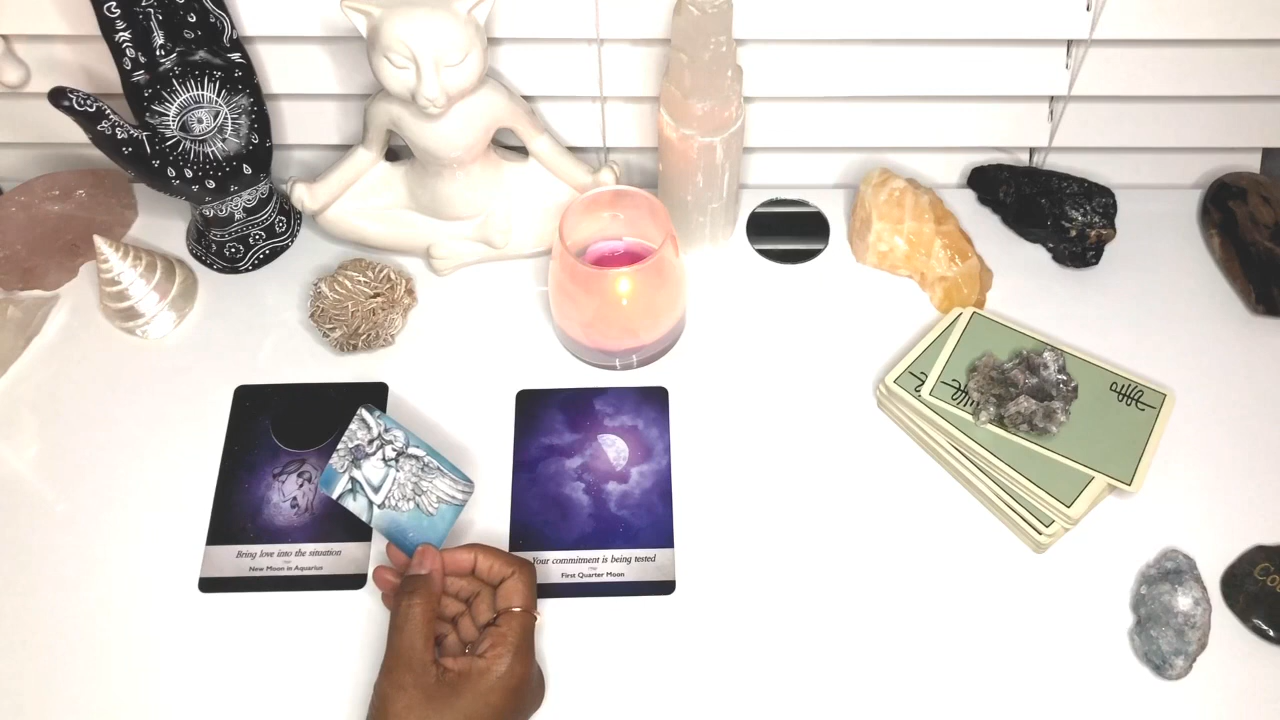 Bring love into the situation
New Moon in Aquarius
Your commitment is being tested
First Quarter Moon